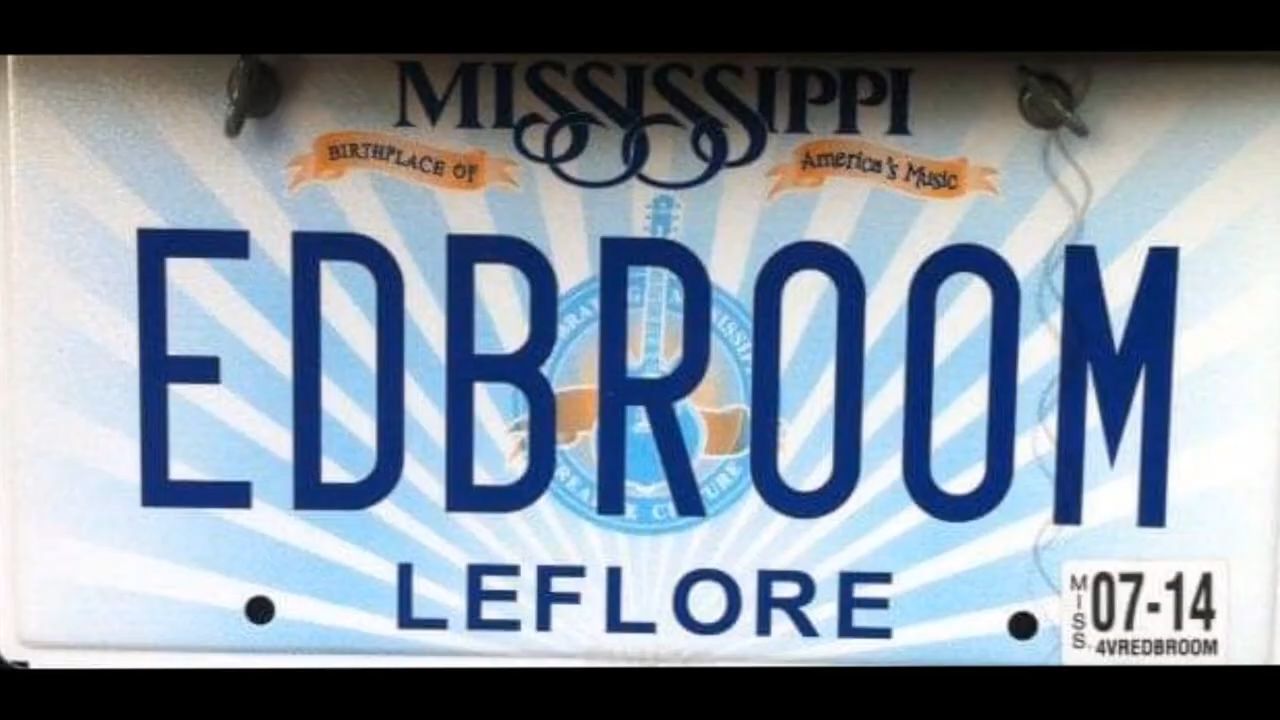 MISSISSIPPI
BIRTHPLACE OF America's Music
EDBROOM
LEFLORE
MISS. 07-14
4VREDBROOM